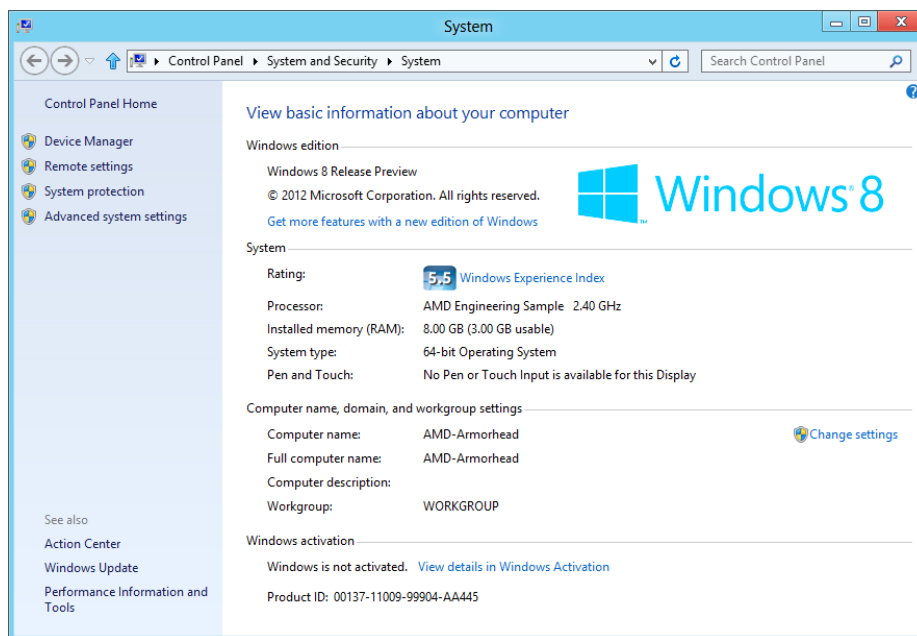 System
Control Panel ▸ System and Security ▸ System
Search Control Panel
Control Panel Home
Device Manager
Remote settings
System protection
Advanced system settings
See also
Action Center
Windows Update
Performance Information and
Tools
View basic information about your computer
Windows edition
Windows 8 Release Preview
© 2012 Microsoft Corporation. All rights reserved.
Get more features with a new edition of Windows
Windows® 8
System
Rating: 5,5 Windows Experience Index
Processor: AMD Engineering Sample 2.40 GHz
Installed memory (RAM): 8.00 GB (3.00 GB usable)
System type: 64-bit Operating System
Pen and Touch: No Pen or Touch Input is available for this Display
Computer name, domain, and workgroup settings
Computer name: AMD-Armorhead
Change settings
Full computer name: AMD-Armorhead
Computer description:
Workgroup: WORKGROUP
Windows activation
Windows is not activated. View details in Windows Activation
Product ID: 00137-11009-99904-AA445